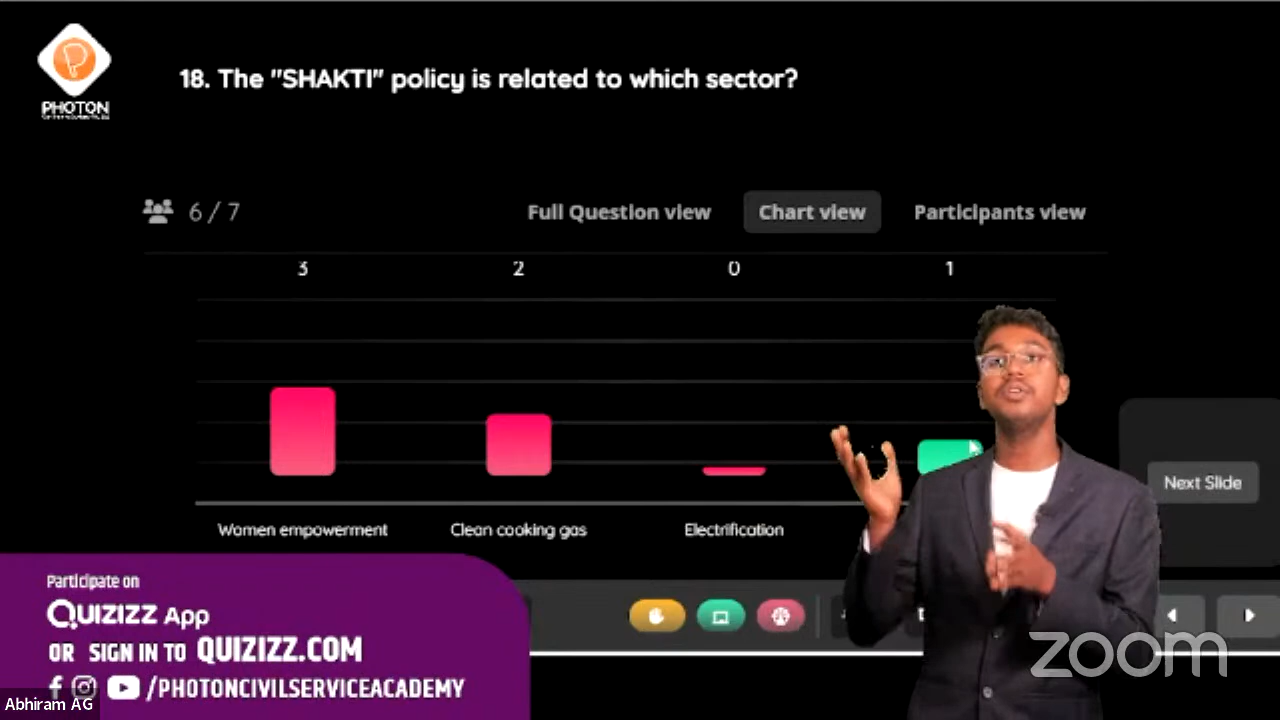 PHOTON
18. The "SHAKTI" policy is related to which sector?
6 / 7
Full Question view
Chart view
Participants view
3
2
0
1
Women empowerment
Clean cooking gas
Electrification
Next Slide
Participate on
QUIZIZZ App
OR SIGN IN TO QUIZIZZ.COM
/PHOTONCIVILSERVICEACADEMY
Abhiram AG
zoom